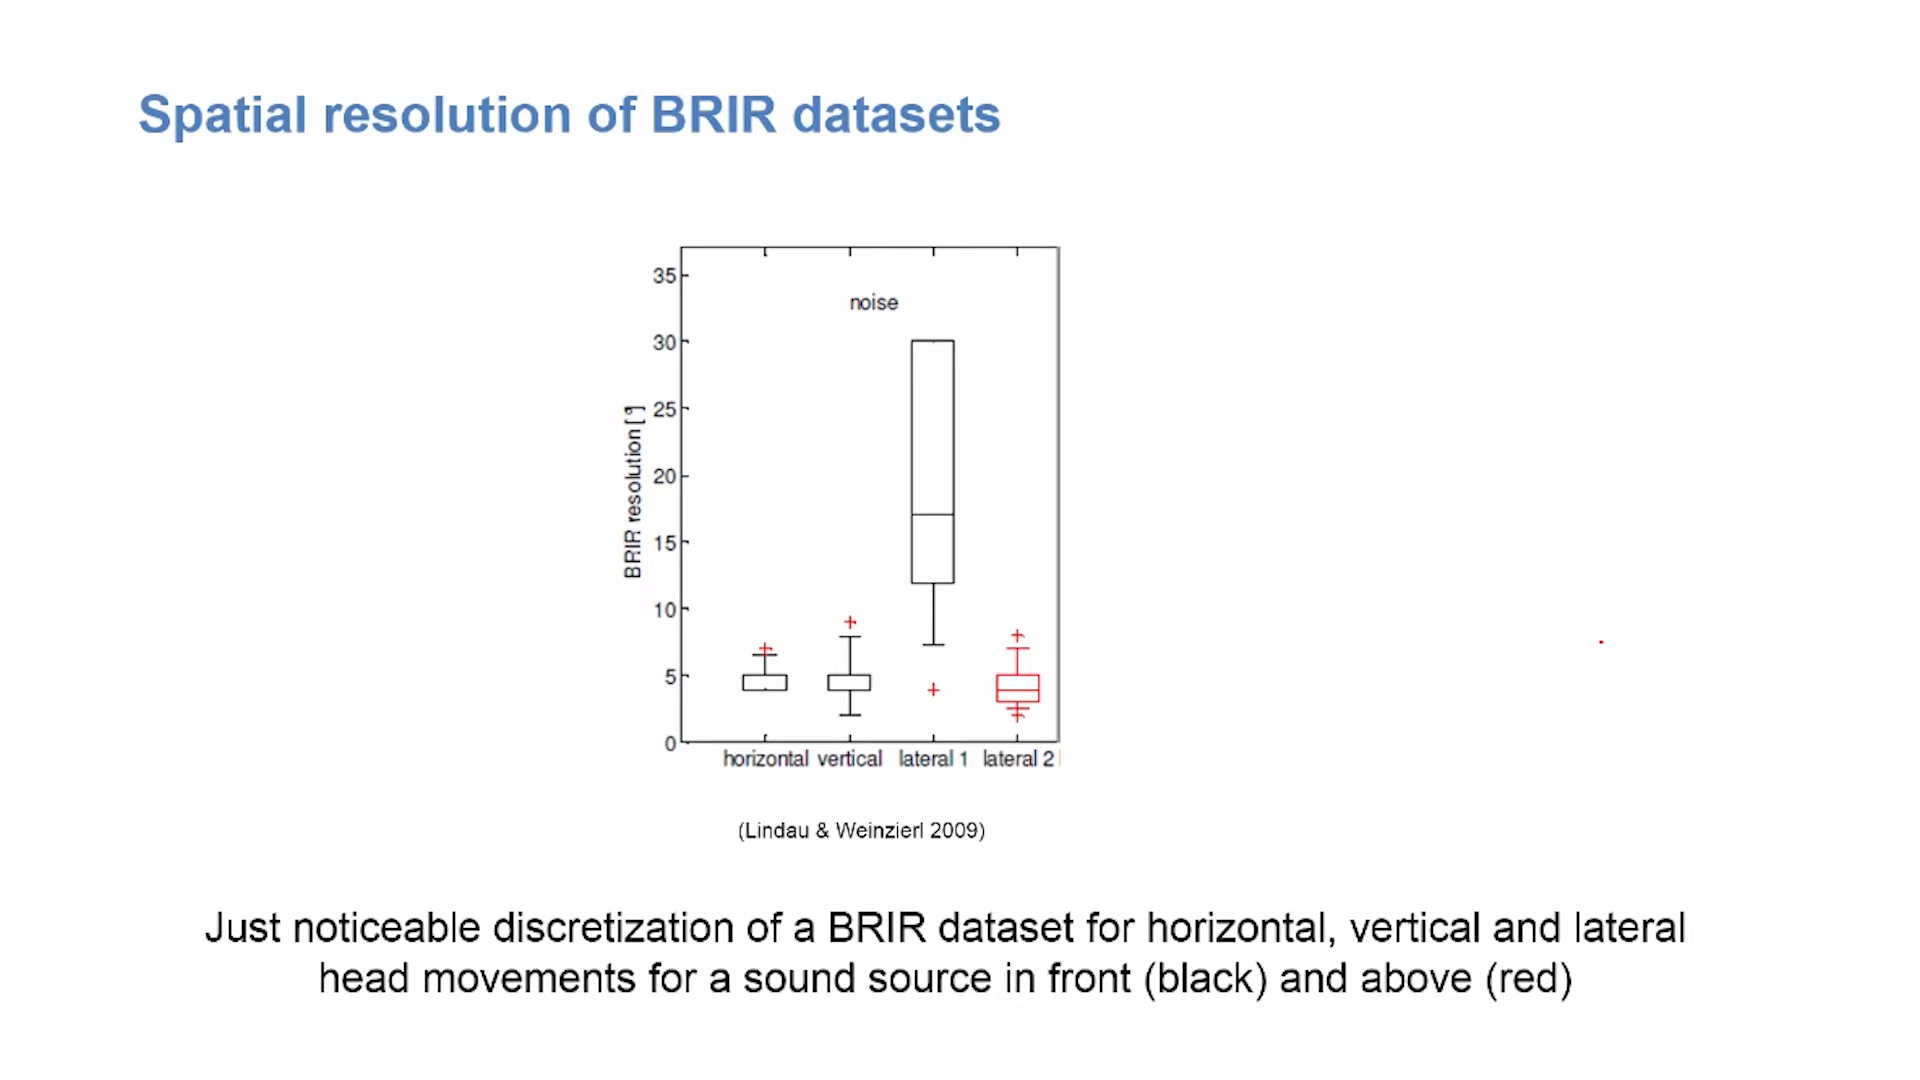 Spatial resolution of BRIR datasets
noise
BRIR resolution [°]
35
30
25
20
15
10
5
0
horizontal vertical lateral 1 lateral 2
(Lindau & Weinzierl 2009)
Just noticeable discretization of a BRIR dataset for horizontal, vertical and lateral
head movements for a sound source in front (black) and above (red)